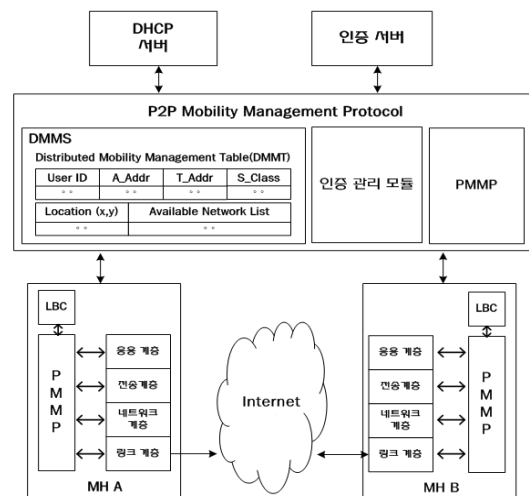 DHCP
서버
인증 서버
P2P Mobility Management Protocol
DMMS
Distributed Mobility Management Table(DMMT)
User ID A_Addr T_Addr S_Class
∘∘ ∘∘ ∘∘ ∘∘
Location (x,y) Available Network List
∘∘ ∘∘
인증 관리 모듈
PMMP
LBC
P
M
M
P
응용 계층
전송계층
네트워크
계층
링크 계층
MH A
Internet
LBC
응용 계층
전송계층
네트워크
계층
링크 계층
P
M
M
P
MH B